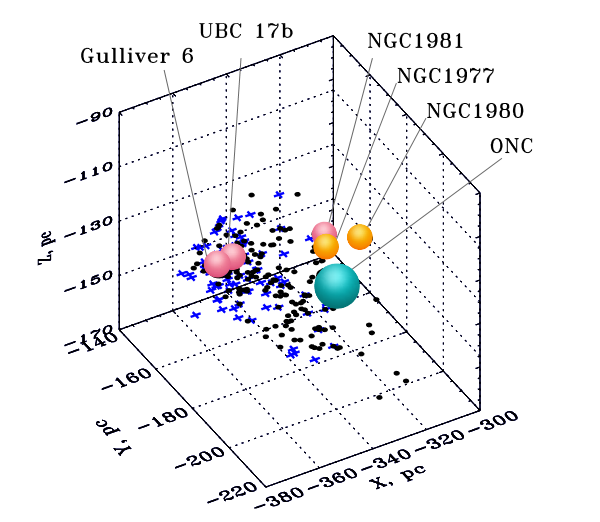 UBC 17b
Gulliver 6
NGC1981
NGC1977
NGC1980
ONC
−90
−110
−130
−150
−170
Z, pc
−140
−160
−180
−200
−220
Y, pc
−380
−360
−340
−320
−300
X, pc